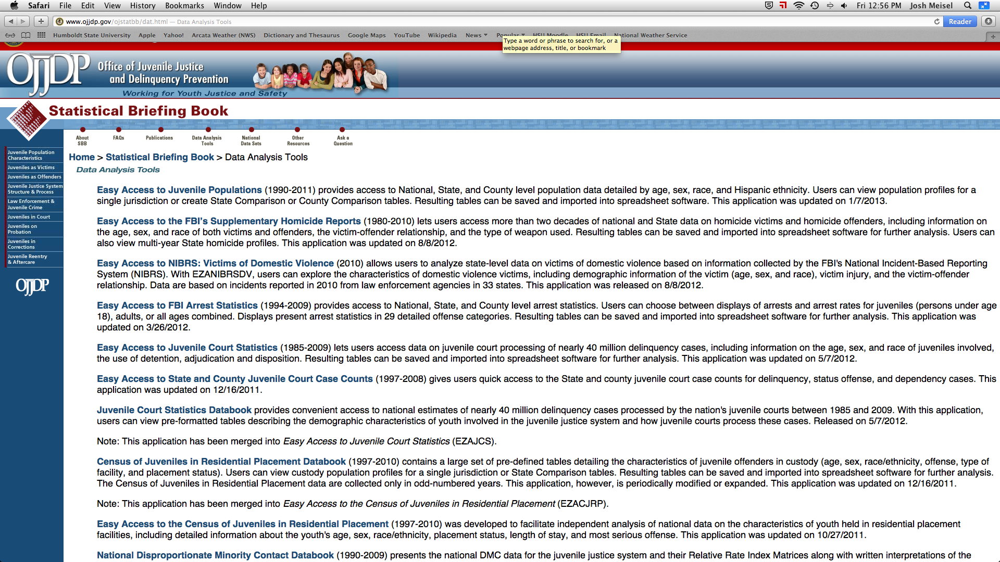 Safari File Edit View History Bookmarks Window Help
Fri 12:56 PM Josh Meisel
www.ojjdp.gov/ojstatbb/dat.html — Data Analysis Tools
Reader
Humboldt State University Apple Yahoo! Arcata Weather (NWS) Dictionary and Thesaurus Google Maps YouTube Wikipedia News Popular HSU Moodle HSU Email National Weather Service
Type a word or phrase to search for, or a
webpage address, title, or bookmark
OJJDP
Office of Juvenile Justice
and Delinquency Prevention
Working for Youth Justice and Safety
Statistical Briefing Book
About
SBB
FAQs
Publications
Data Analysis
Tools
National
Data Sets
Other
Resources
Ask a
Question
Juvenile Population
Characteristics
Juveniles as Victims
Juveniles as Offenders
Juvenile Justice System
Structure & Process
Law Enforcement &
Juvenile Crime
Juveniles in Court
Juveniles on
Probation
Juveniles in
Corrections
Juvenile Reentry
& Aftercare
OJJDP
Home > Statistical Briefing Book > Data Analysis Tools
Data Analysis Tools
Easy Access to Juvenile Populations (1990-2011) provides access to National, State, and County level population data detailed by age, sex, race, and Hispanic ethnicity. Users can view population profiles for a
single jurisdiction or create State Comparison or County Comparison tables. Resulting tables can be saved and imported into spreadsheet software. This application was updated on 1/7/2013.
Easy Access to the FBI's Supplementary Homicide Reports (1980-2010) lets users access more than two decades of national and State data on homicide victims and homicide offenders, including information on
the age, sex, and race of both victims and offenders, the victim-offender relationship, and the type of weapon used. Resulting tables can be saved and imported into spreadsheet software for further analysis. Users can
also view multi-year State homicide profiles. This application was updated on 8/8/2012.
Easy Access to NIBRS: Victims of Domestic Violence (2010) allows users to analyze state-level data on victims of domestic violence based on information collected by the FBI's National Incident-Based Reporting
System (NIBRS). With EZANIBRSDV, users can explore the characteristics of domestic violence victims, including demographic information of the victim (age, sex, and race), victim injury, and the victim-offender
relationship. Data are based on incidents reported in 2010 from law enforcement agencies in 33 states. This application was released on 8/8/2012.
Easy Access to FBI Arrest Statistics (1994-2009) provides access to National, State, and County level arrest statistics. Users can choose between displays of arrests and arrest rates for juveniles (persons under age
18), adults, or all ages combined. Displays present arrest statistics in 29 detailed offense categories. Resulting tables can be saved and imported into spreadsheet software for further analysis. This application was
updated on 3/26/2012.
Easy Access to Juvenile Court Statistics (1985-2009) lets users access data on juvenile court processing of nearly 40 million delinquency cases, including information on the age, sex, and race of juveniles involved,
the use of detention, adjudication and disposition. Resulting tables can be saved and imported into spreadsheet software for further analysis. This application was updated on 5/7/2012.
Easy Access to State and County Juvenile Court Case Counts (1997-2008) gives users quick access to the State and county juvenile court case counts for delinquency, status offense, and dependency cases. This
application was updated on 12/16/2011.
Juvenile Court Statistics Databook provides convenient access to national estimates of nearly 40 million delinquency cases processed by the nation's juvenile courts between 1985 and 2009. With this application,
users can view pre-formatted tables describing the demographic characteristics of youth involved in the juvenile justice system and how juvenile courts process these cases. Released on 5/7/2012.
Note: This application has been merged into Easy Access to Juvenile Court Statistics (EZAJCS).
Census of Juveniles in Residential Placement Databook (1997-2010) contains a large set of pre-defined tables detailing the characteristics of juvenile offenders in custody (age, sex, race/ethnicity, offense, type of
facility, and placement status). Users can view custody population profiles for a single jurisdiction or State Comparison tables. Resulting tables can be saved and imported into spreadsheet software for further analysis.
The Census of Juveniles in Residential Placement data are collected only in odd-numbered years. This application, however, is periodically modified or expanded. This application was updated on 12/16/2011.
Note: This application has been merged into Easy Access to the Census of Juveniles in Residential Placement (EZACJRP).
Easy Access to the Census of Juveniles in Residential Placement (1997-2010) was developed to facilitate independent analysis of national data on the characteristics of youth held in residential placement
facilities, including detailed information about the youth's age, sex, race/ethnicity, placement status, length of stay, and most serious offense. This application was updated on 10/27/2011.
National Disproportionate Minority Contact Databook (1990-2009) presents the national DMC data for the juvenile justice system and their Relative Rate Index Matrices along with written interpretations of the